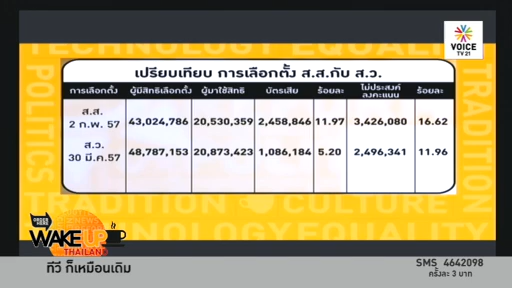 VOICE
TV 21
TECHNOLOGY EQUALITY
POLITICS
TRADITION
เปรียบเทียบ การเลือกตั้ง ส.ส.กับ ส.ว.
การเลือกตั้ง ผู้มีสิทธิเลือกตั้ง ผู้มาใช้สิทธิ บัตรเสีย ร้อยละ ไม่ประสงค์ลงคะแนน ร้อยละ
ส.ส.
2 ก.พ. 57 43,024,786 20,530,359 2,458,846 11.97 3,426,080 16.62
ส.ว.
30 มี.ค.57 48,787,153 20,873,423 1,086,184 5.20 2,496,341 11.96
TRADITION CULTURE
TECHNOLOGY EQUALITY
WAKE UP
THAILAND
ทีวี ก็เหมือนเดิม
SMS 4642098
ครั้งละ 3 บาท